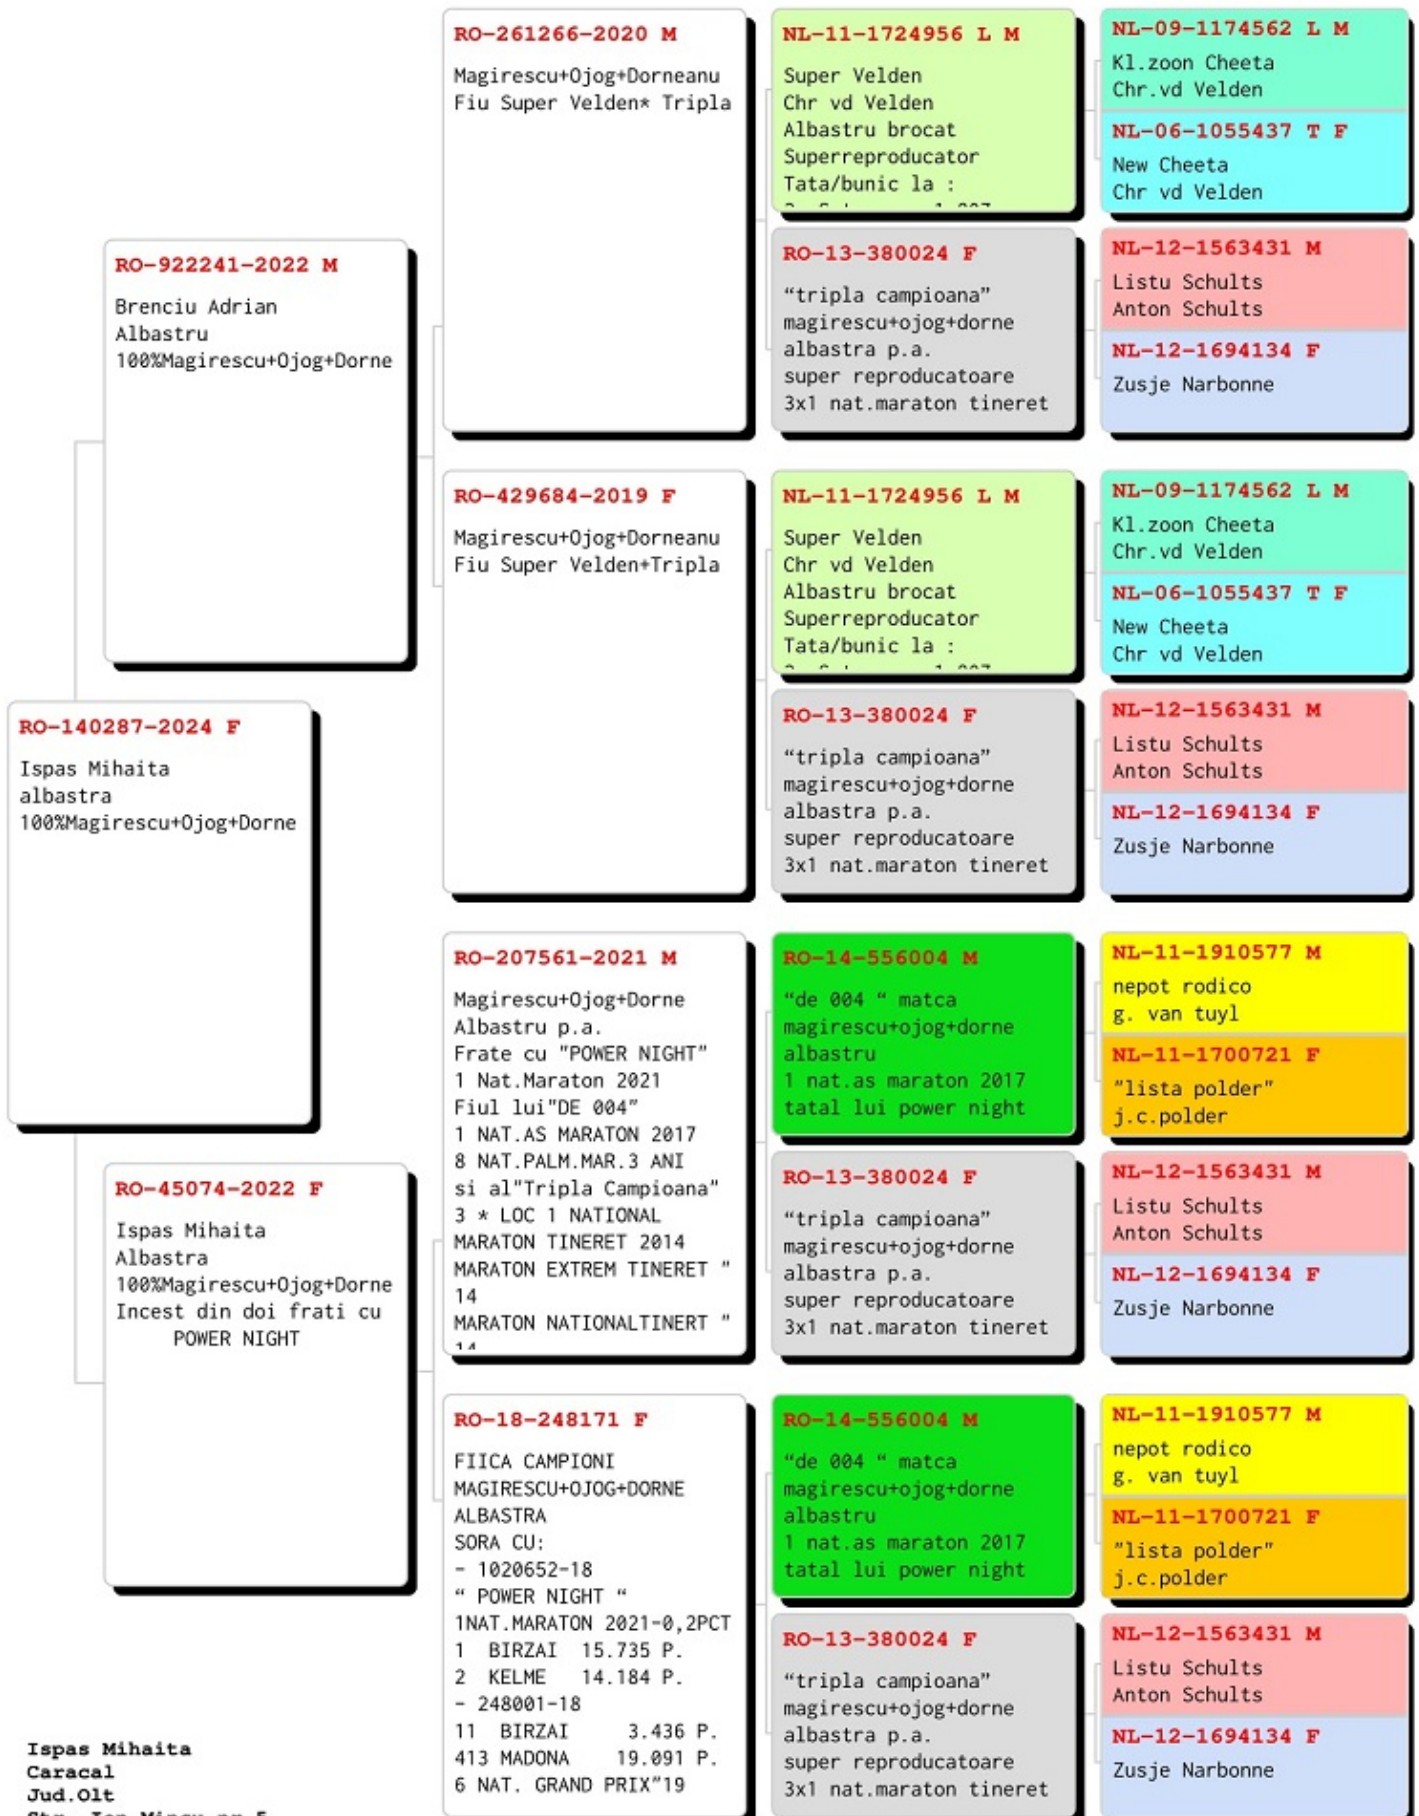 RO-140287-2024 F
Ispas Mihaita
albastra
100%Magirescu+Ojog+Dorne
RO-922241-2022 M
Brenciu Adrian
Albastru
100%Magirescu+Ojog+Dorne
RO-45074-2022 F
Ispas Mihaita
Albastra
100%Magirescu+Ojog+Dorne
Incest din doi frati cu
POWER NIGHT
RO-261266-2020 M
Magirescu+Ojog+Dorneanu
Fiu Super Velden* Tripla
RO-429684-2019 F
Magirescu+Ojog+Dorneanu
Fiu Super Velden+Tripla
RO-207561-2021 M
Magirescu+Ojog+Dorne
Albastru p.a.
Frate cu "POWER NIGHT"
1 Nat.Maraton 2021
Fiul lui"DE 004"
1 NAT.AS MARATON 2017
8 NAT.PALM.MAR.3 ANI
si al"Tripla Campioana"
3 * LOC 1 NATIONAL
MARATON TINERET 2014
MARATON EXTREM TINERET "
14
MARATON NATIONALTINERT "
14
RO-18-248171 F
FIICA CAMPIONI
MAGIRESCU+OJOG+DORNE
ALBASTRA
SORA CU:
- 1020652-18
“ POWER NIGHT “
1NAT.MARATON 2021-0,2PCT
1 BIRZAI 15.735 P.
2 KELME 14.184 P.
- 248001-18
11 BIRZAI 3.436 P.
413 MADONA 19.091 P.
6 NAT. GRAND PRIX"19
NL-11-1724956 L M
Super Velden
Chr vd Velden
Albastru brocat
Superreproducator
Tata/bunic la :
RO-13-380024 F
“tripla campioana”
magirescu+ojog+dorne
albastra p.a.
super reproducatoare
3x1 nat.maraton tineret
NL-11-1724956 L M
Super Velden
Chr vd Velden
Albastru brocat
Superreproducator
Tata/bunic la :
RO-13-380024 F
“tripla campioana”
magirescu+ojog+dorne
albastra p.a.
super reproducatoare
3x1 nat.maraton tineret
RO-14-556004 M
“de 004 “ matca
magirescu+ojog+dorne
albastru
1 nat.as maraton 2017
tatal lui power night
RO-13-380024 F
“tripla campioana”
magirescu+ojog+dorne
albastra p.a.
super reproducatoare
3x1 nat.maraton tineret
RO-14-556004 M
“de 004 “ matca
magirescu+ojog+dorne
albastru
1 nat.as maraton 2017
tatal lui power night
RO-13-380024 F
“tripla campioana”
magirescu+ojog+dorne
albastra p.a.
super reproducatoare
3x1 nat.maraton tineret
NL-09-1174562 L M
Kl.zoon Cheeta
Chr.vd Velden
NL-06-1055437 T F
New Cheeta
Chr vd Velden
NL-12-1563431 M
Listu Schults
Anton Schults
NL-12-1694134 F
Zusje Narbonne
NL-09-1174562 L M
Kl.zoon Cheeta
Chr.vd Velden
NL-06-1055437 T F
New Cheeta
Chr vd Velden
NL-12-1563431 M
Listu Schults
Anton Schults
NL-12-1694134 F
Zusje Narbonne
NL-11-1910577 M
nepot rodico
g. van tuyl
NL-11-1700721 F
"lista polder"
j.c.polder
NL-12-1563431 M
Listu Schults
Anton Schults
NL-12-1694134 F
Zusje Narbonne
NL-11-1910577 M
nepot rodico
g. van tuyl
NL-11-1700721 F
"lista polder"
j.c.polder
NL-12-1563431 M
Listu Schults
Anton Schults
NL-12-1694134 F
Zusje Narbonne
Ispas Mihaita
Caracal
Jud.Olt